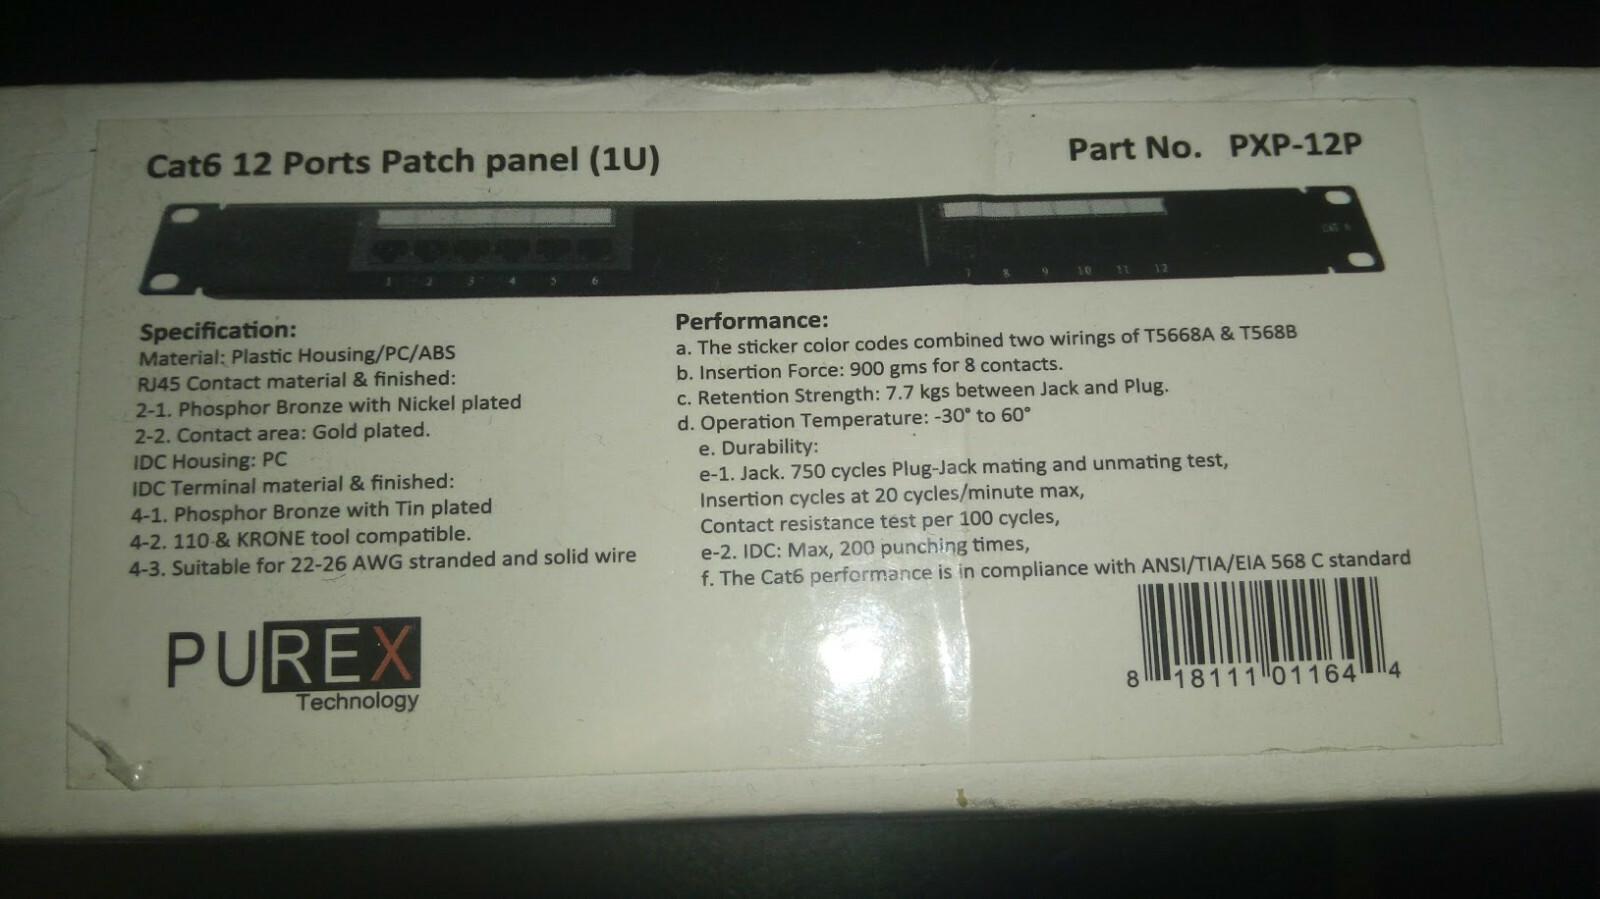 Cat6 12 Ports Patch panel (1U)
Part No. PXP-12P
CAT 6
1 2 3 4 5 6
7 8 9 10 11 12
Specification:
Material: Plastic Housing/PC/ABS
RJ45 Contact material & finished:
2-1. Phosphor Bronze with Nickel plated
2-2. Contact area: Gold plated.
IDC Housing: PC
IDC Terminal material & finished:
4-1. Phosphor Bronze with Tin plated
4-2. 110 & KRONE tool compatible.
4-3. Suitable for 22-26 AWG stranded and solid wire
Performance:
a. The sticker color codes combined two wirings of T5668A & T568B
b. Insertion Force: 900 gms for 8 contacts.
c. Retention Strength: 7.7 kgs between Jack and Plug.
d. Operation Temperature: -30° to 60°
e. Durability:
e-1. Jack. 750 cycles Plug-Jack mating and unmating test,
Insertion cycles at 20 cycles/minute max,
Contact resistance test per 100 cycles,
e-2. IDC: Max, 200 punching times,
f. The Cat6 performance is in compliance with ANSI/TIA/EIA 568 C standard
PUREX
Technology
8 18111 01164 4